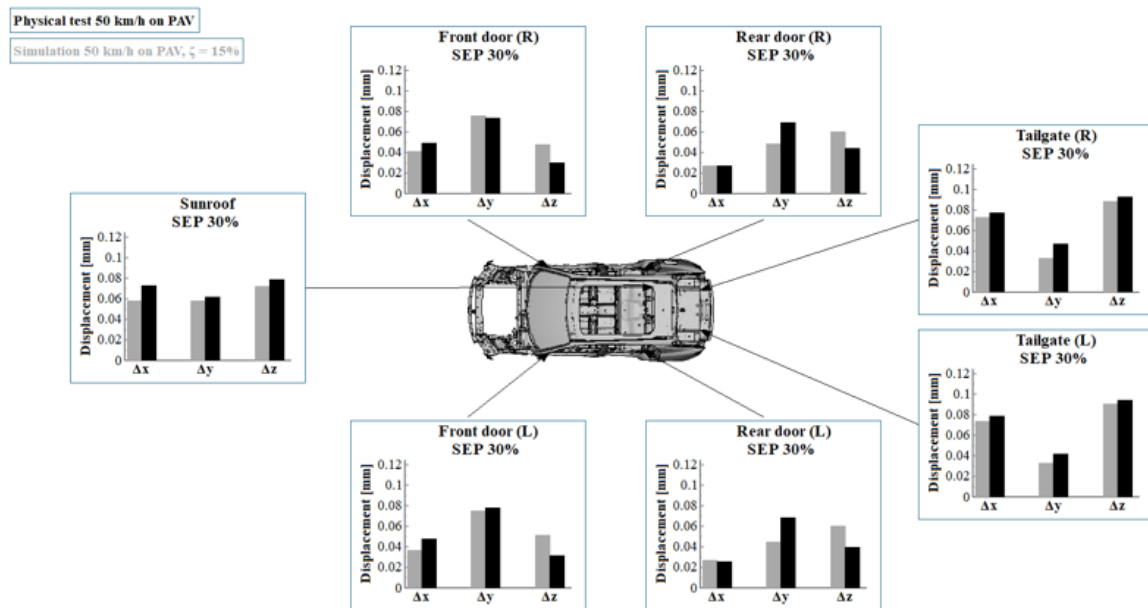 Physical test 50 km/h on PAV
Simulation 50 km/h on PAV, ζ = 15%
Front door (R)
SEP 30%
Displacement [mm]
0.12
0.1
0.08
0.06
0.04
0.02
0
Δx Δy Δz
Rear door (R)
SEP 30%
Displacement [mm]
0.12
0.1
0.08
0.06
0.04
0.02
0
Δx Δy Δz
Tailgate (R)
SEP 30%
Displacement [mm]
0.12
0.1
0.08
0.06
0.04
0.02
0
Δx Δy Δz
Sunroof
SEP 30%
Displacement [mm]
0.12
0.1
0.08
0.06
0.04
0.02
0
Δx Δy Δz
Tailgate (L)
SEP 30%
Displacement [mm]
0.12
0.1
0.08
0.06
0.04
0.02
0
Δx Δy Δz
Front door (L)
SEP 30%
Displacement [mm]
0.12
0.1
0.08
0.06
0.04
0.02
0
Δx Δy Δz
Rear door (L)
SEP 30%
Displacement [mm]
0.12
0.1
0.08
0.06
0.04
0.02
0
Δx Δy Δz